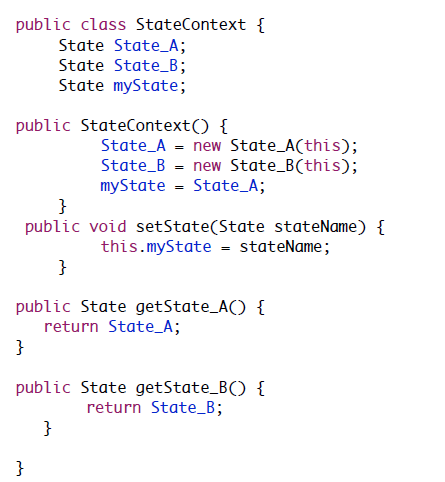 public class StateContext {
State State_A;
State State_B;
State myState;
public StateContext() {
State_A = new State_A(this);
State_B = new State_B(this);
myState = State_A;
}
public void setState(State stateName) {
this.myState = stateName;
}
public State getState_A() {
return State_A;
}
public State getState_B() {
return State_B;
}
}